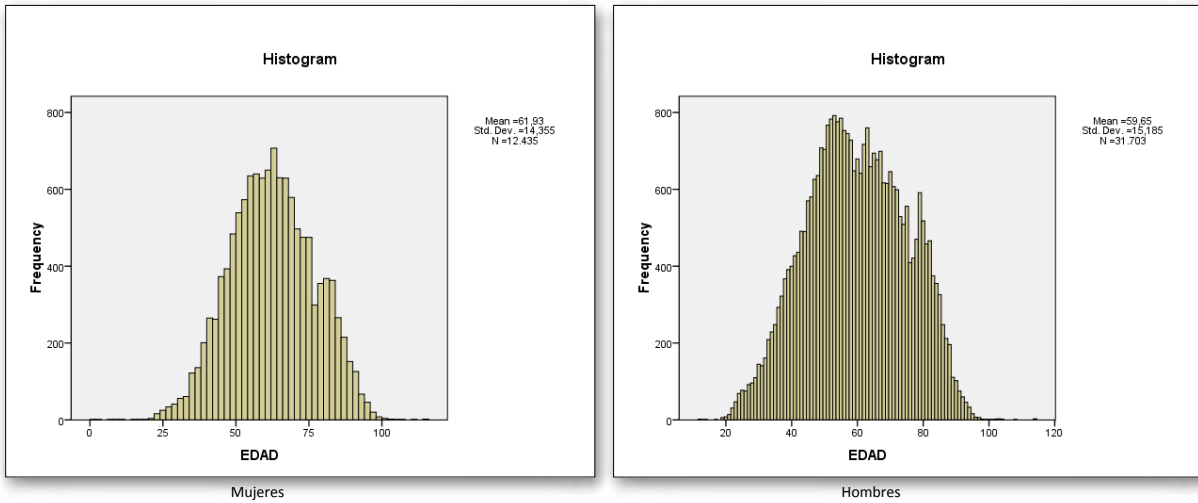 Histogram
Mean =61,93
Std. Dev. =14,355
N =12.435
800
600
400
200
0
Frequency
0 25 50 75 100
EDAD
Mujeres
Histogram
Mean =59,65
Std. Dev. =15,185
N =31.703
800
600
400
200
0
Frequency
20 40 60 80 100 120
EDAD
Hombres